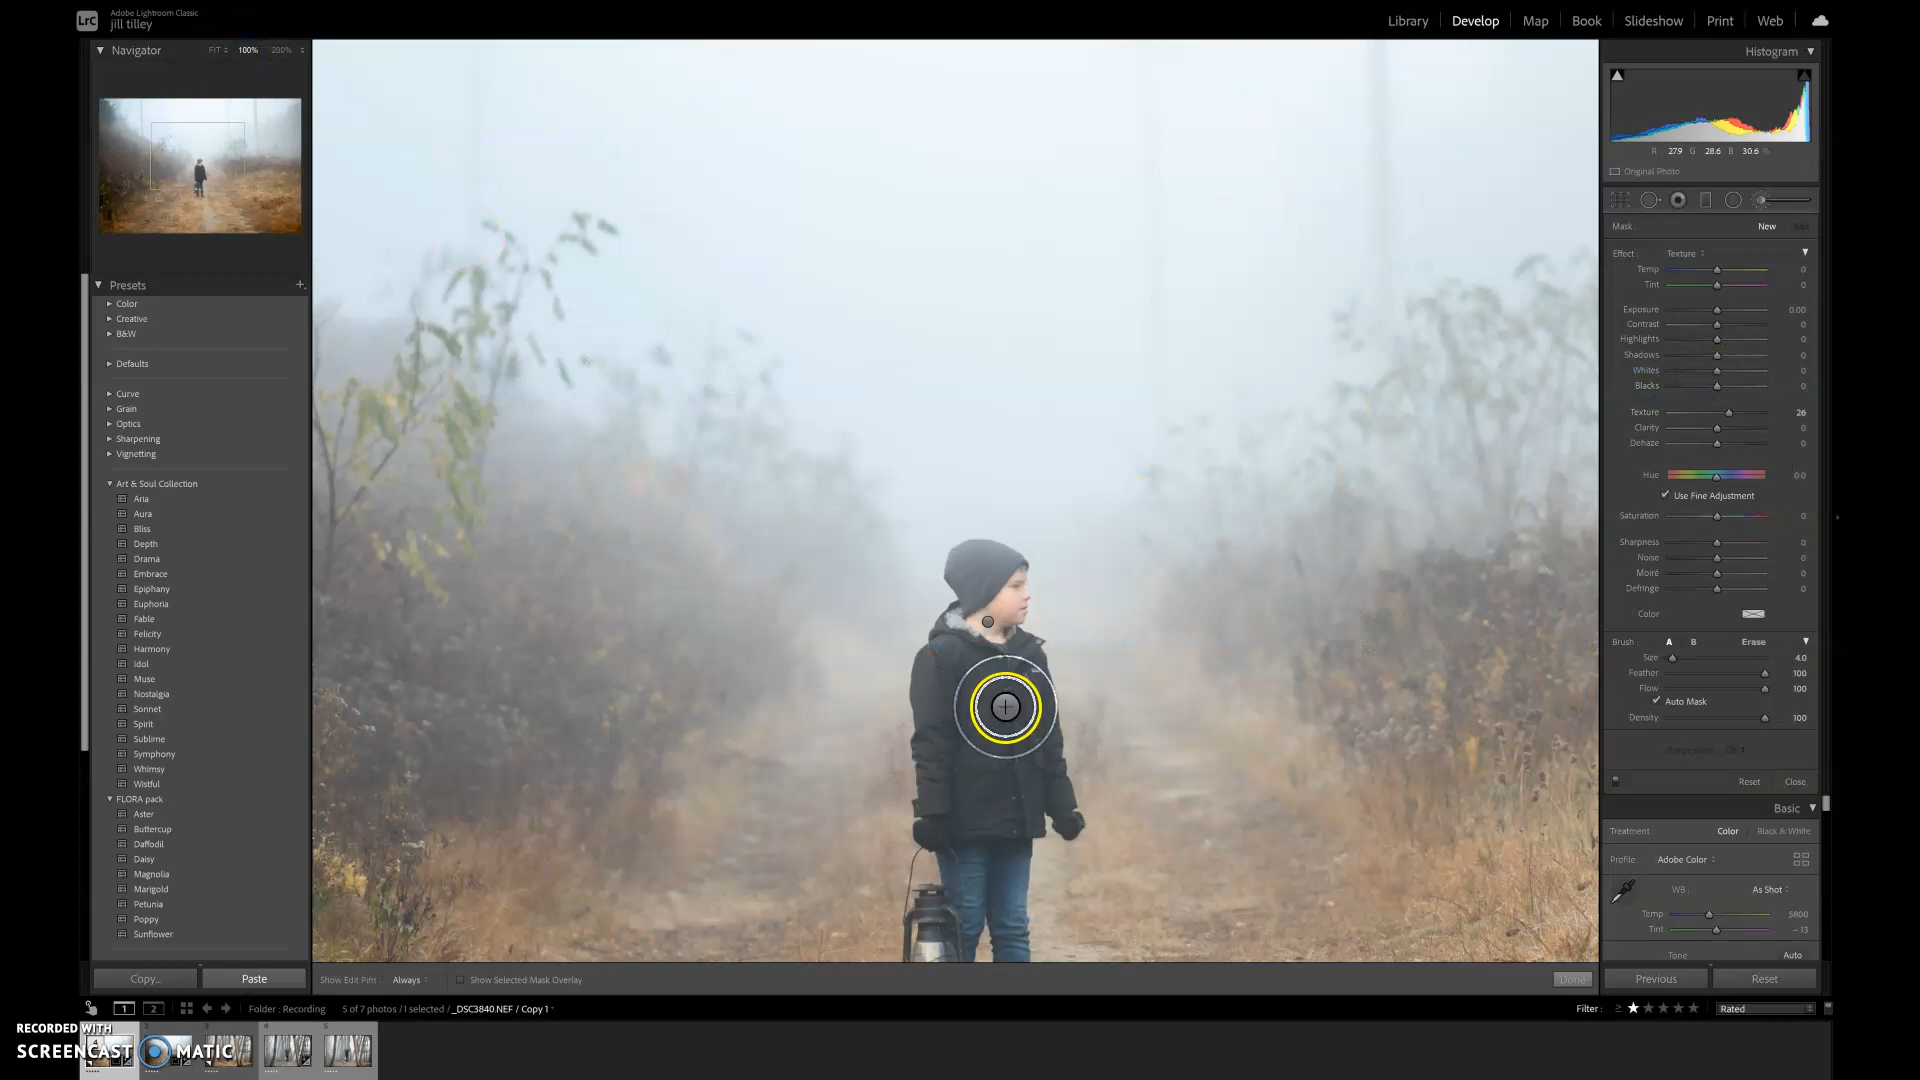 LrC
Adobe Lightroom Classic
jill tilley
Library
Develop
Map
Book
Slideshow
Print
Web
Navigator
FIT
100%
200%
Presets
Color
Creative
B&W
Defaults
Curve
Grain
Optics
Sharpening
Vignetting
Art & Soul Collection
Aria
Aura
Bliss
Depth
Drama
Embrace
Epiphany
Euphoria
Fable
Felicity
Harmony
Idol
Muse
Nostalgia
Sonnet
Spirit
Sublime
Symphony
Whimsy
Wistful
FLORA pack
Aster
Buttercup
Daffodil
Daisy
Magnolia
Marigold
Petunia
Poppy
Sunflower
Copy...
Paste
Show Edit Pins : Always
Show Selected Mask Overlay
Done
Histogram
R 27.9 G 28.6 B 30.6 %
Original Photo
Mask : New
Effect : Texture
Temp 0
Tint 0
Exposure 0.00
Contrast 0
Highlights 0
Shadows 0
Whites 0
Blacks 0
Texture 26
Clarity 0
Dehaze 0
Hue 0.0
Use Fine Adjustment
Saturation 0
Sharpness 0
Noise 0
Moiré 0
Defringe 0
Color
Brush : A B Erase
Size 4.0
Feather 100
Flow 100
Auto Mask
Density 100
Reset Close
Basic
Treatment Color Black & White
Profile Adobe Color
WB : As Shot
Temp 5800
Tint - 13
Tone Auto
Previous
Reset
1 2
Folder : Recording
5 of 7 photos / 1 selected / _DSC3840.NEF / Copy 1
Filter : ≥ ★★★★★
Rated
RECORDED WITH
SCREENCAST MATIC